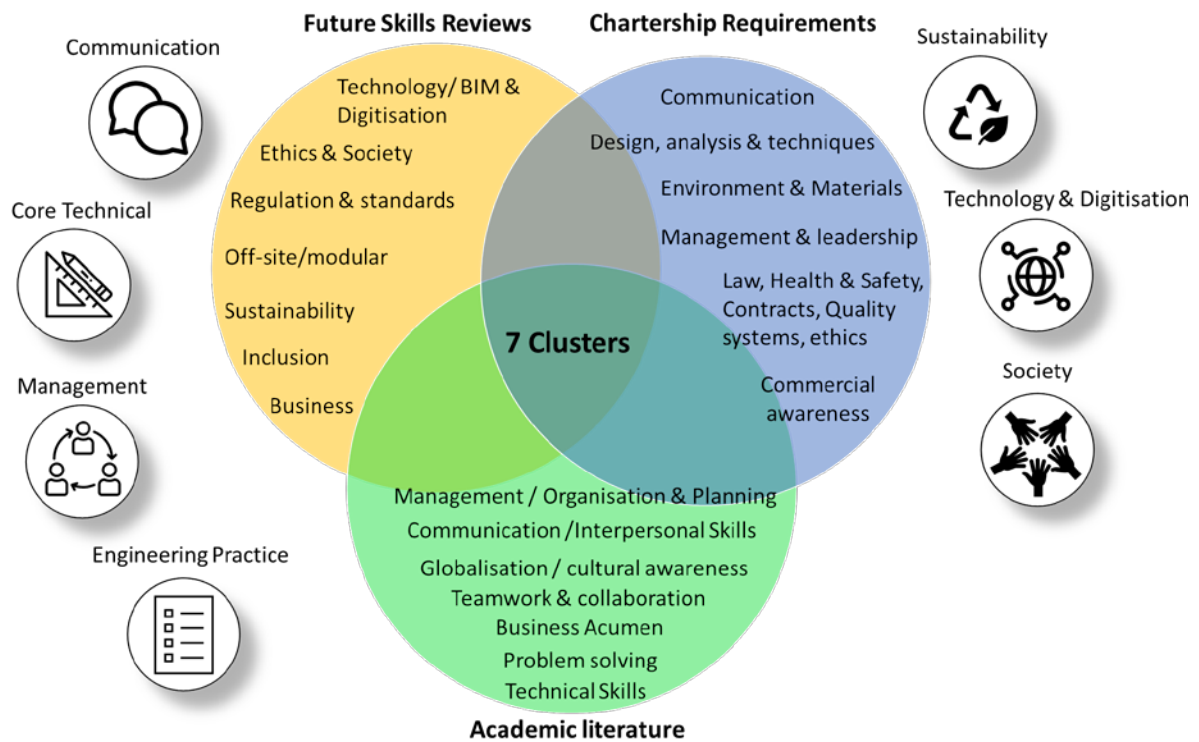 Future Skills Reviews
Chartership Requirements
Communication
Core Technical
Management
Engineering Practice
Technology/ BIM &
Digitisation
Ethics & Society
Regulation & standards
Off-site/modular
Sustainability
Inclusion
Business
Communication
Design, analysis & techniques
Environment & Materials
Management & leadership
Law, Health & Safety,
Contracts, Quality
systems, ethics
Commercial
awareness
7 Clusters
Management / Organisation & Planning
Communication /Interpersonal Skills
Globalisation / cultural awareness
Teamwork & collaboration
Business Acumen
Problem solving
Technical Skills
Academic literature
Sustainability
Technology & Digitisation
Society